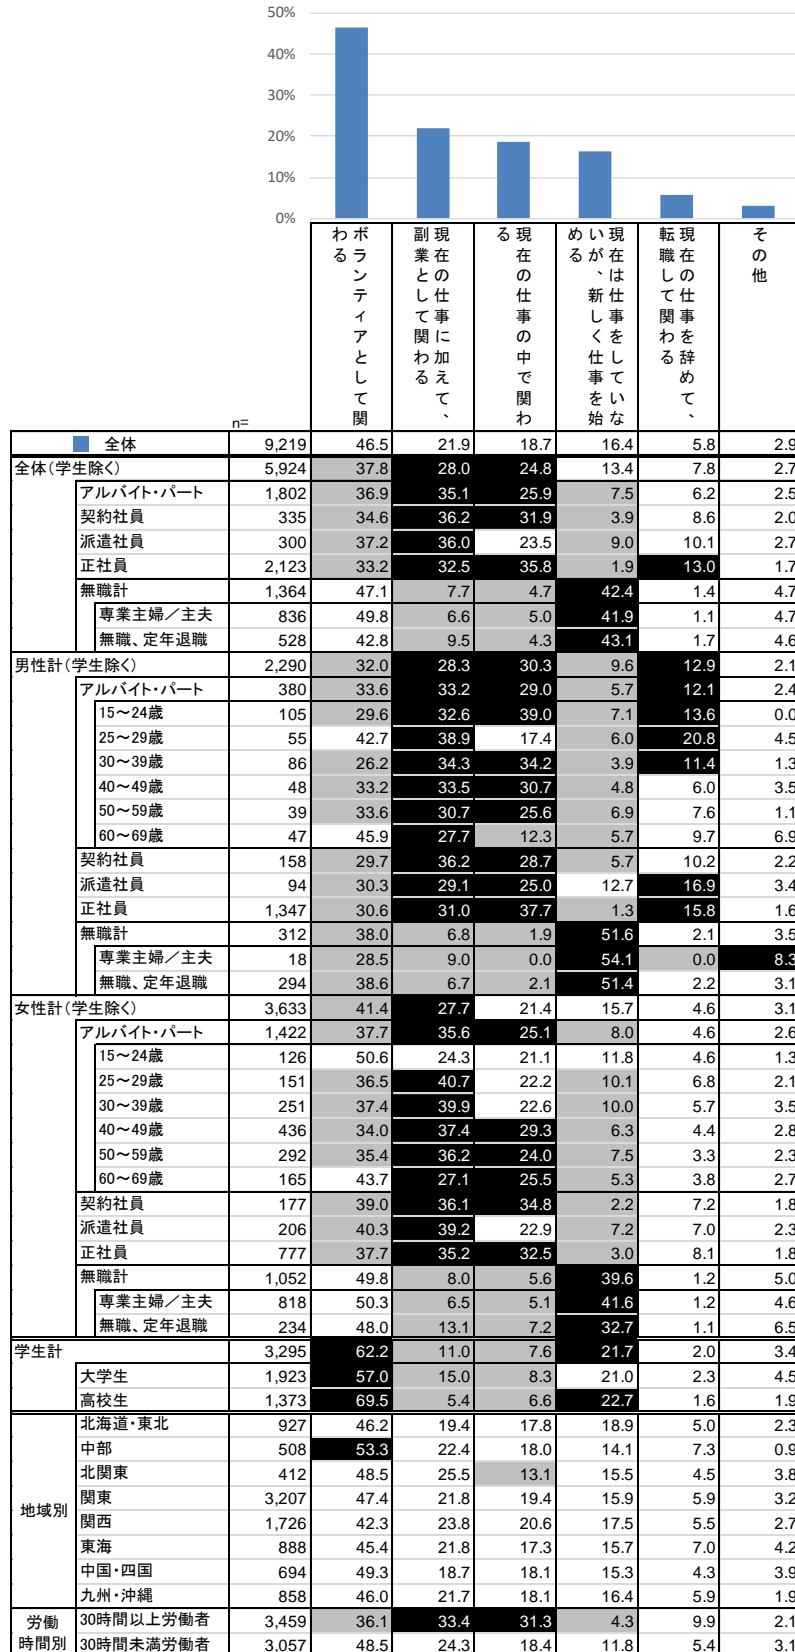 50%
40%
30%
20%
10%
0%
ボランティアとして関わる
現在の仕事に加えて、副業として関わる
現在の仕事の中で関わる
現在は仕事をしていないが、新しく仕事を始める
現在の仕事を辞めて、転職して関わる
その他
n=
全体 9,219 46.5 21.9 18.7 16.4 5.8 2.9
全体(学生除く) 5,924 37.8 28.0 24.8 13.4 7.8 2.7
アルバイト・パート 1,802 36.9 35.1 25.9 7.5 6.2 2.5
契約社員 335 34.6 36.2 31.9 3.9 8.6 2.0
派遣社員 300 37.2 36.0 23.5 9.0 10.1 2.7
正社員 2,123 33.2 32.5 35.8 1.9 13.0 1.7
無職計 1,364 47.1 7.7 4.7 42.4 1.4 4.7
専業主婦／主夫 836 49.8 6.6 5.0 41.9 1.1 4.7
無職、定年退職 528 42.8 9.5 4.3 43.1 1.7 4.6
男性計(学生除く) 2,290 32.0 28.3 30.3 9.6 12.9 2.1
アルバイト・パート 380 33.6 33.2 29.0 5.7 12.1 2.4
15～24歳 105 29.6 32.6 39.0 7.1 13.6 0.0
25～29歳 55 42.7 38.9 17.4 6.0 20.8 4.5
30～39歳 86 26.2 34.3 34.2 3.9 11.4 1.3
40～49歳 48 33.2 33.5 30.7 4.8 6.0 3.5
50～59歳 39 33.6 30.7 25.6 6.9 7.6 1.1
60～69歳 47 45.9 27.7 12.3 5.7 9.7 6.9
契約社員 158 29.7 36.2 28.7 5.7 10.2 2.2
派遣社員 94 30.3 29.1 25.0 12.7 16.9 3.4
正社員 1,347 30.6 31.0 37.7 1.3 15.8 1.6
無職計 312 38.0 6.8 1.9 51.6 2.1 3.5
専業主婦／主夫 18 28.5 9.0 0.0 54.1 0.0 8.3
無職、定年退職 294 38.6 6.7 2.1 51.4 2.2 3.1
女性計(学生除く) 3,633 41.4 27.7 21.4 15.7 4.6 3.1
アルバイト・パート 1,422 37.7 35.6 25.1 8.0 4.6 2.6
15～24歳 126 50.6 24.3 21.1 11.8 4.6 1.3
25～29歳 151 36.5 40.7 22.2 10.1 6.8 2.1
30～39歳 251 37.4 39.9 22.6 10.0 5.7 3.5
40～49歳 436 34.0 37.4 29.3 6.3 4.4 2.8
50～59歳 292 35.4 36.2 24.0 7.5 3.3 2.3
60～69歳 165 43.7 27.1 25.5 5.3 3.8 2.7
契約社員 177 39.0 36.1 34.8 2.2 7.2 1.8
派遣社員 206 40.3 39.2 22.9 7.2 7.0 2.3
正社員 777 37.7 35.2 32.5 3.0 8.1 1.8
無職計 1,052 49.8 8.0 5.6 39.6 1.2 5.0
専業主婦／主夫 818 50.3 6.5 5.1 41.6 1.2 4.6
無職、定年退職 234 48.0 13.1 7.2 32.7 1.1 6.5
学生計 3,295 62.2 11.0 7.6 21.7 2.0 3.4
大学生 1,923 57.0 15.0 8.3 21.0 2.3 4.5
高校生 1,373 69.5 5.4 6.6 22.7 1.6 1.9
地域別
北海道・東北 927 46.2 19.4 17.8 18.9 5.0 2.3
中部 508 53.3 22.4 18.0 14.1 7.3 0.9
北関東 412 48.5 25.5 13.1 15.5 4.5 3.8
関東 3,207 47.4 21.8 19.4 15.9 5.9 3.2
関西 1,726 42.3 23.8 20.6 17.5 5.5 2.7
東海 888 45.4 21.8 17.3 15.7 7.0 4.2
中国・四国 694 49.3 18.7 18.1 15.3 4.3 3.9
九州・沖縄 858 46.0 21.7 18.1 16.4 5.9 1.9
労働時間別
30時間以上労働者 3,459 36.1 33.4 31.3 4.3 9.9 2.1
30時間未満労働者 3,057 48.5 24.3 18.4 11.8 5.4 3.1